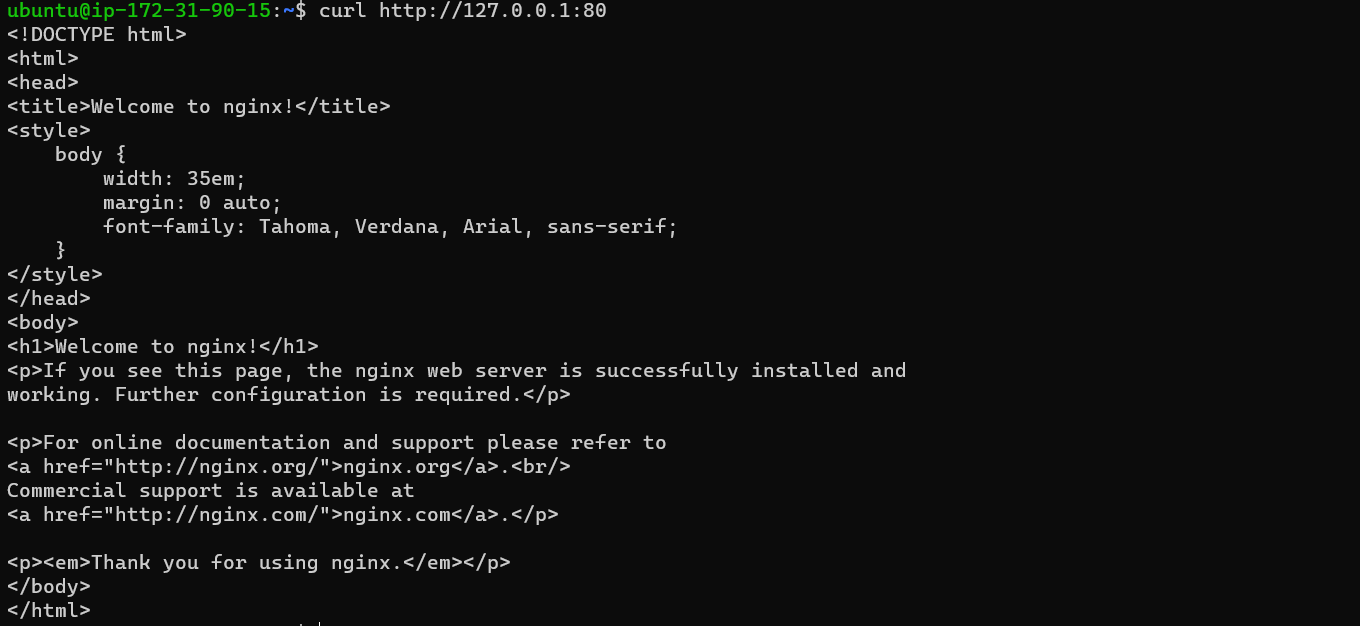 ubuntu@ip-172-31-90-15:~$ curl http://127.0.0.1:80
<!DOCTYPE html>
<html>
<head>
<title>Welcome to nginx!</title>
<style>
    body {
        width: 35em;
        margin: 0 auto;
        font-family: Tahoma, Verdana, Arial, sans-serif;
    }
</style>
</head>
<body>
<h1>Welcome to nginx!</h1>
<p>If you see this page, the nginx web server is successfully installed and
working. Further configuration is required.</p>

<p>For online documentation and support please refer to
<a href="http://nginx.org/">nginx.org</a>.<br/>
Commercial support is available at
<a href="http://nginx.com/">nginx.com</a>.</p>

<p><em>Thank you for using nginx.</em></p>
</body>
</html>